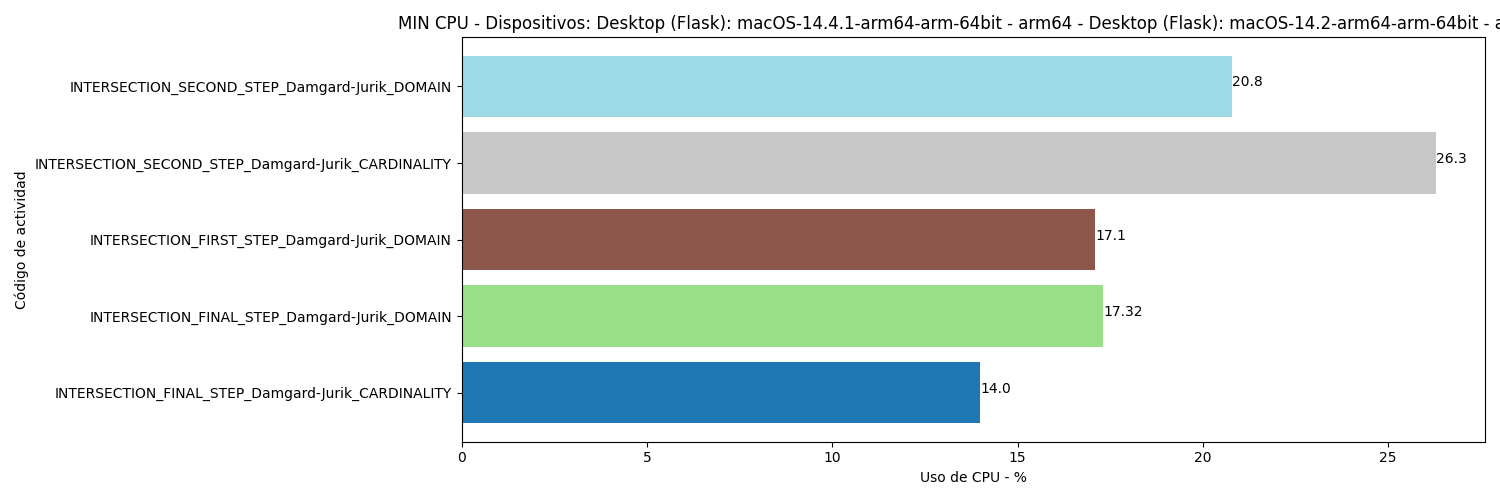 MIN CPU - Dispositivos: Desktop (Flask): macOS-14.4.1-arm64-arm-64bit - arm64 - Desktop (Flask): macOS-14.2-arm64-arm-64bit - a
INTERSECTION_SECOND_STEP_Damgard-Jurik_DOMAIN
20.8
INTERSECTION_SECOND_STEP_Damgard-Jurik_CARDINALITY
26.3
INTERSECTION_FIRST_STEP_Damgard-Jurik_DOMAIN
17.1
INTERSECTION_FINAL_STEP_Damgard-Jurik_DOMAIN
17.32
INTERSECTION_FINAL_STEP_Damgard-Jurik_CARDINALITY
14.0
Código de actividad
0 5 10 15 20 25
Uso de CPU - %